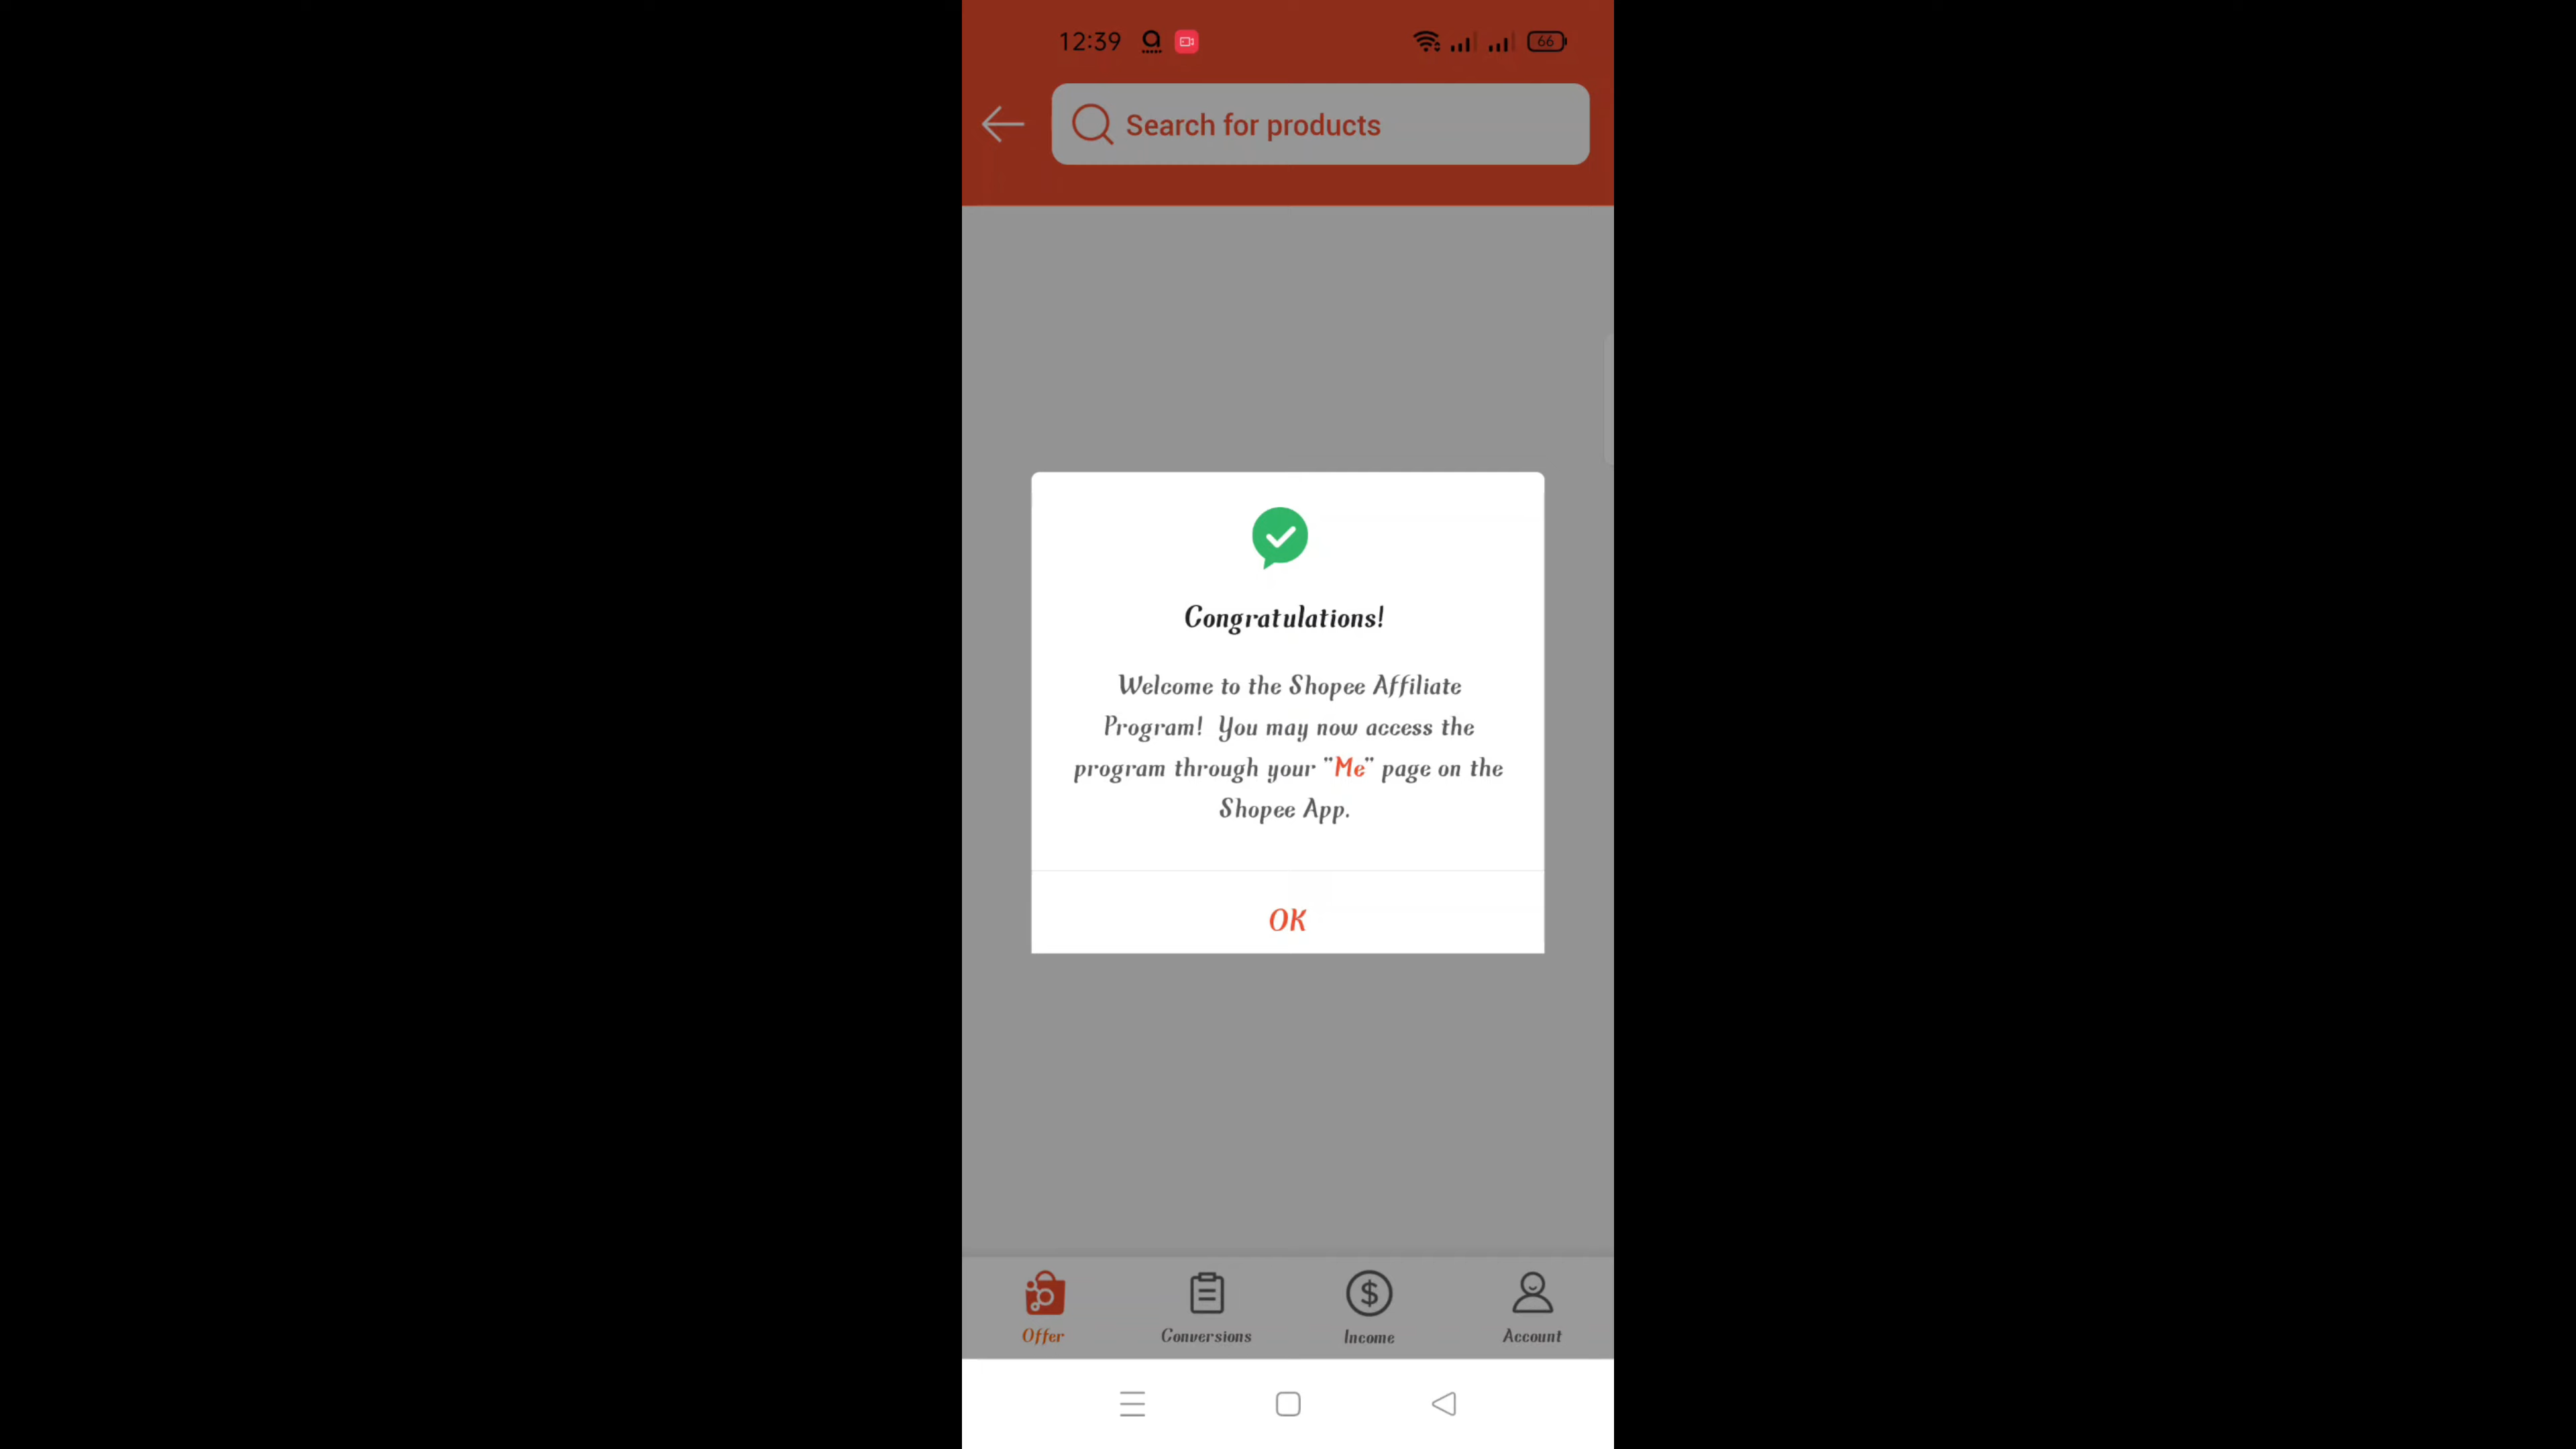 12:39
66
Search for products
Congratulations!
Welcome to the Shopee Affiliate
Program! You may now access the
program through your "Me" page on the
Shopee App.
OK
Offer
Conversions
Income
Account